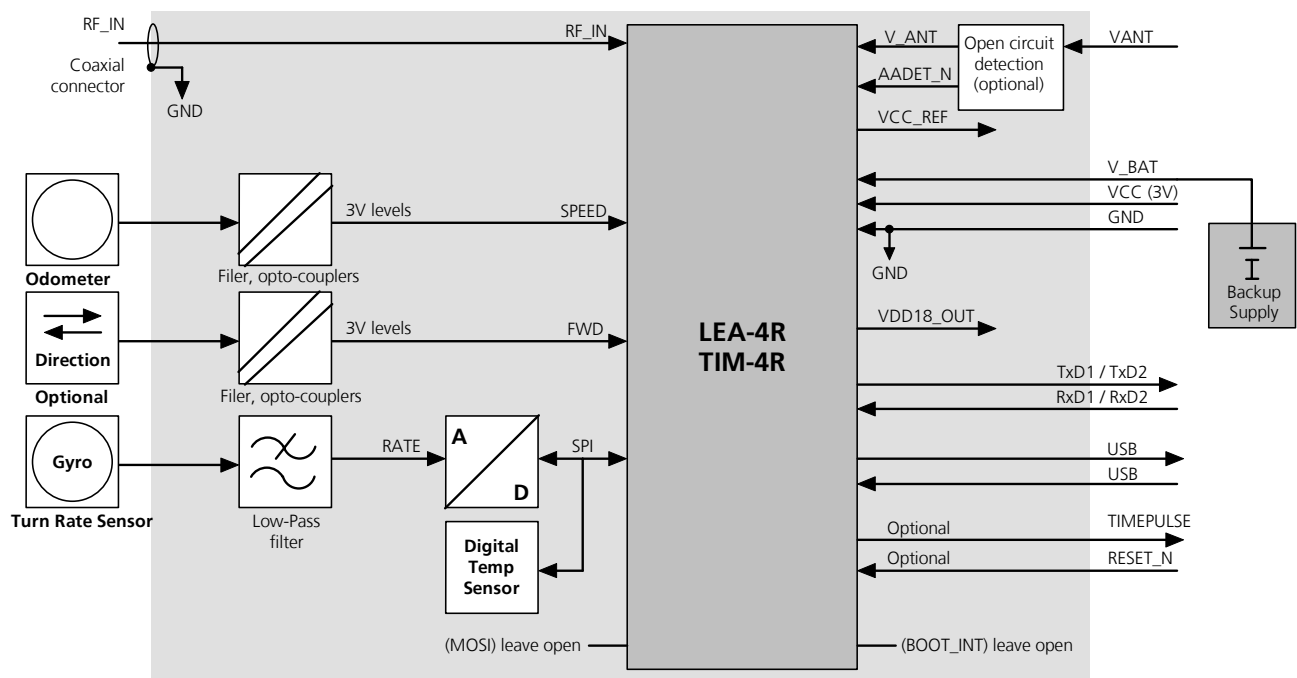 RF_IN
Coaxial
connector
GND
RF_IN
V_ANT
Open circuit
detection
(optional)
VANT
AADET_N
VCC_REF
V_BAT
VCC (3V)
GND
GND
Backup
Supply
Odometer
3V levels
SPEED
Filer, opto-couplers
Direction
Optional
3V levels
FWD
Filer, opto-couplers
LEA-4R
TIM-4R
VDD18_OUT
TxD1 / TxD2
RxD1 / RxD2
Gyro
Turn Rate Sensor
Low-Pass
filter
RATE
A
D
SPI
Digital
Temp
Sensor
USB
USB
Optional
TIMEPULSE
Optional
RESET_N
(MOSI) leave open
(BOOT_INT) leave open